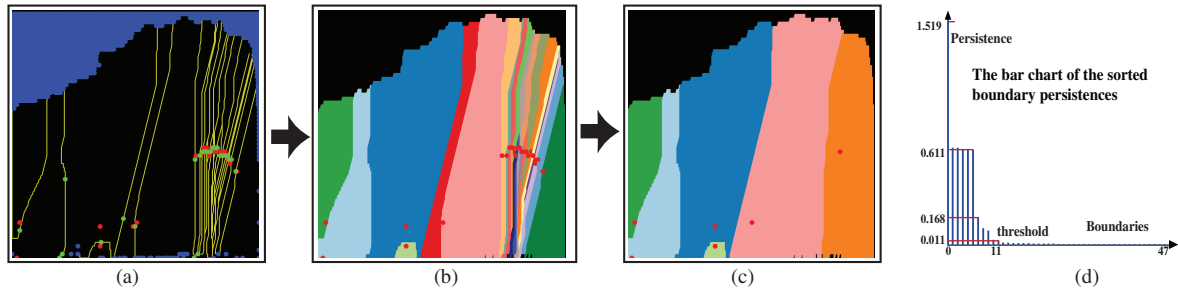 1.519
Persistence
The bar chart of the sorted
boundary persistences
0.611
0.168
0.011
threshold
Boundaries
0
11
47
(a)
(b)
(c)
(d)